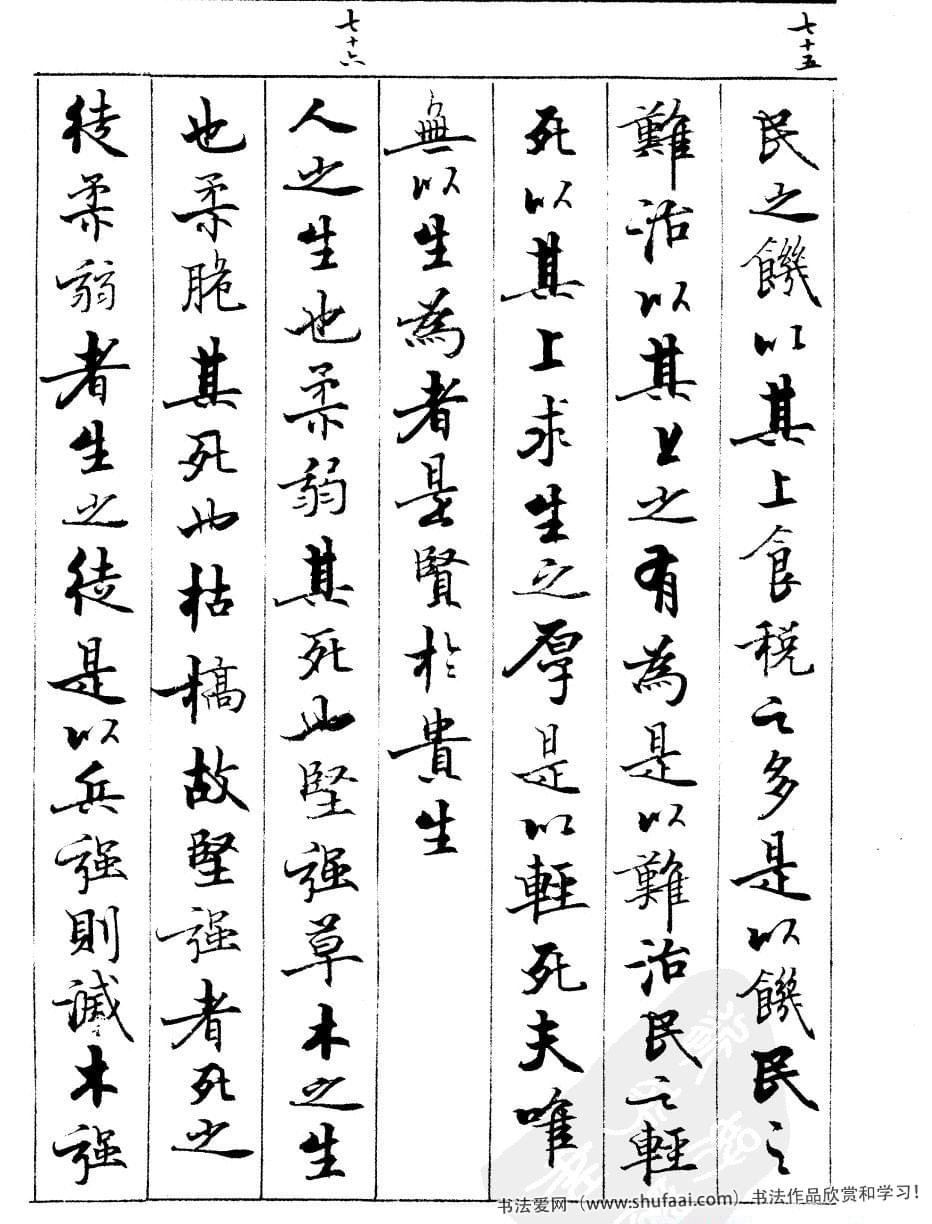 七十五
民之饑以其上食税之多是以饑民之
難治以其上之有為是以難治民之輕
死以其上求生之厚是以輕死夫唯
無以生為者是賢於貴生
七十六
人之生也柔弱其死也堅强草木之生
也柔脆其死也枯槁故堅强者死之
徒柔弱者生之徒是以兵强則滅木强
书法爱网（www.shufaai.com）书法作品欣赏和学习！